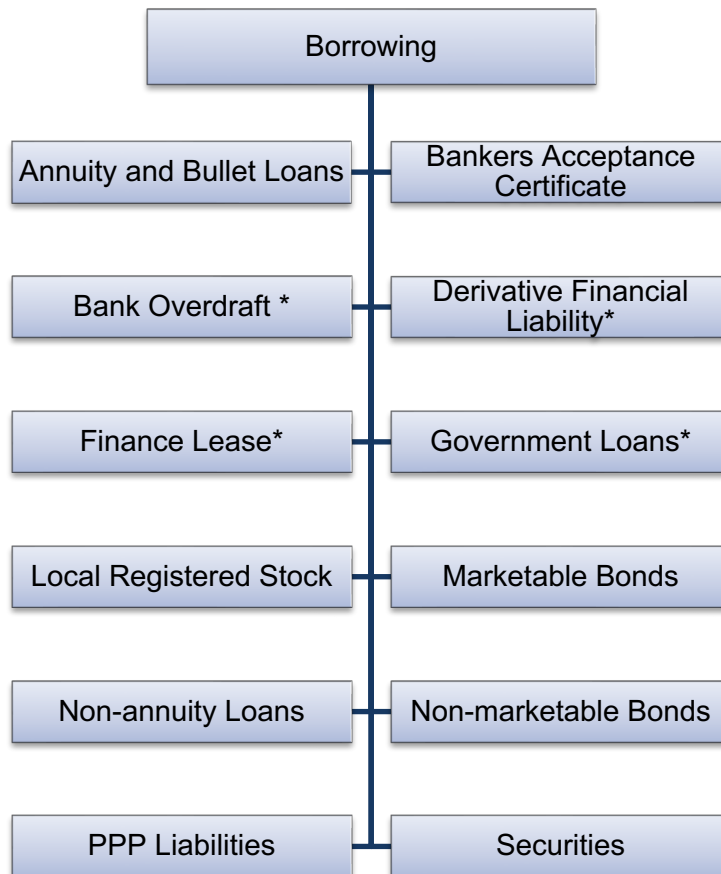 Borrowing
Annuity and Bullet Loans
Bankers Acceptance
Certificate
Bank Overdraft *
Derivative Financial
Liability*
Finance Lease*
Government Loans*
Local Registered Stock
Marketable Bonds
Non-annuity Loans
Non-marketable Bonds
PPP Liabilities
Securities